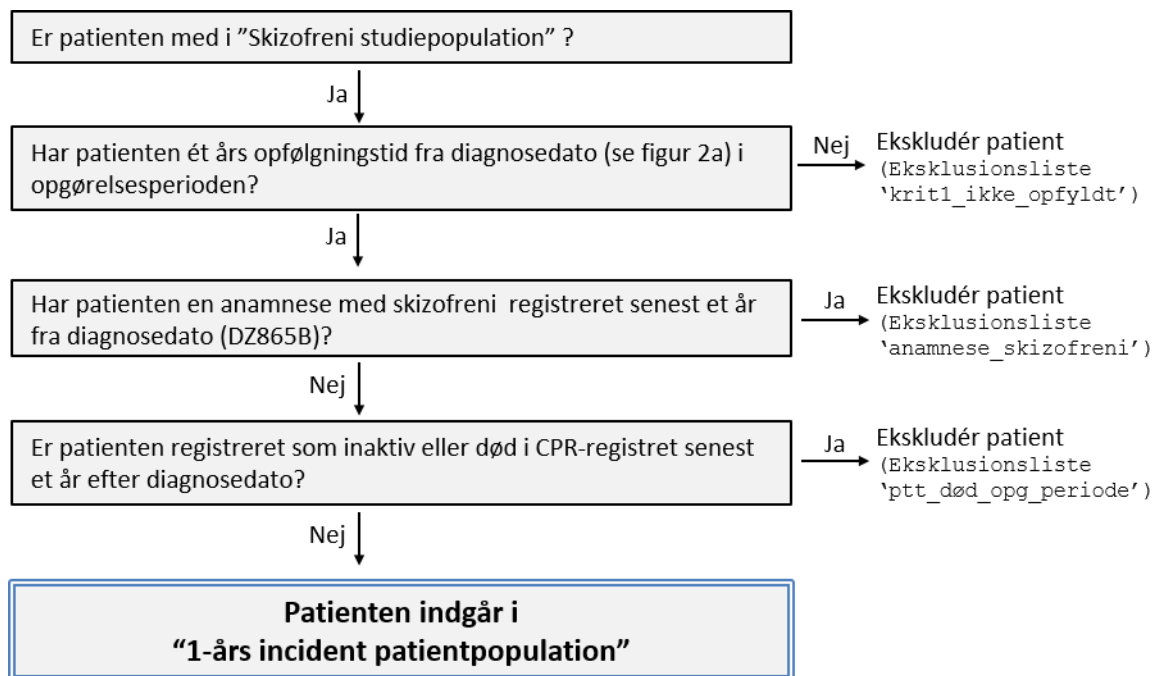 Er patienten med i ”Skizofreni studiepopulation” ?
Ja
Har patienten ét års opfølgningstid fra diagnosedato (se figur 2a) i
opgørelsesperioden?
Nej
Ekskludér patient
(Eksklusionsliste
‘krit1_ikke_opfyldt’)
Ja
Har patienten en anamnese med skizofreni registreret senest et år
fra diagnosedato (DZ865B)?
Ja
Ekskludér patient
(Eksklusionsliste
‘anamnese_skizofreni’)
Nej
Er patienten registreret som inaktiv eller død i CPR-registret senest
et år efter diagnosedato?
Ja
Ekskludér patient
(Eksklusionsliste
‘ptt_død_opg_periode’)
Nej
Patienten indgår i
“1-års incident patientpopulation”